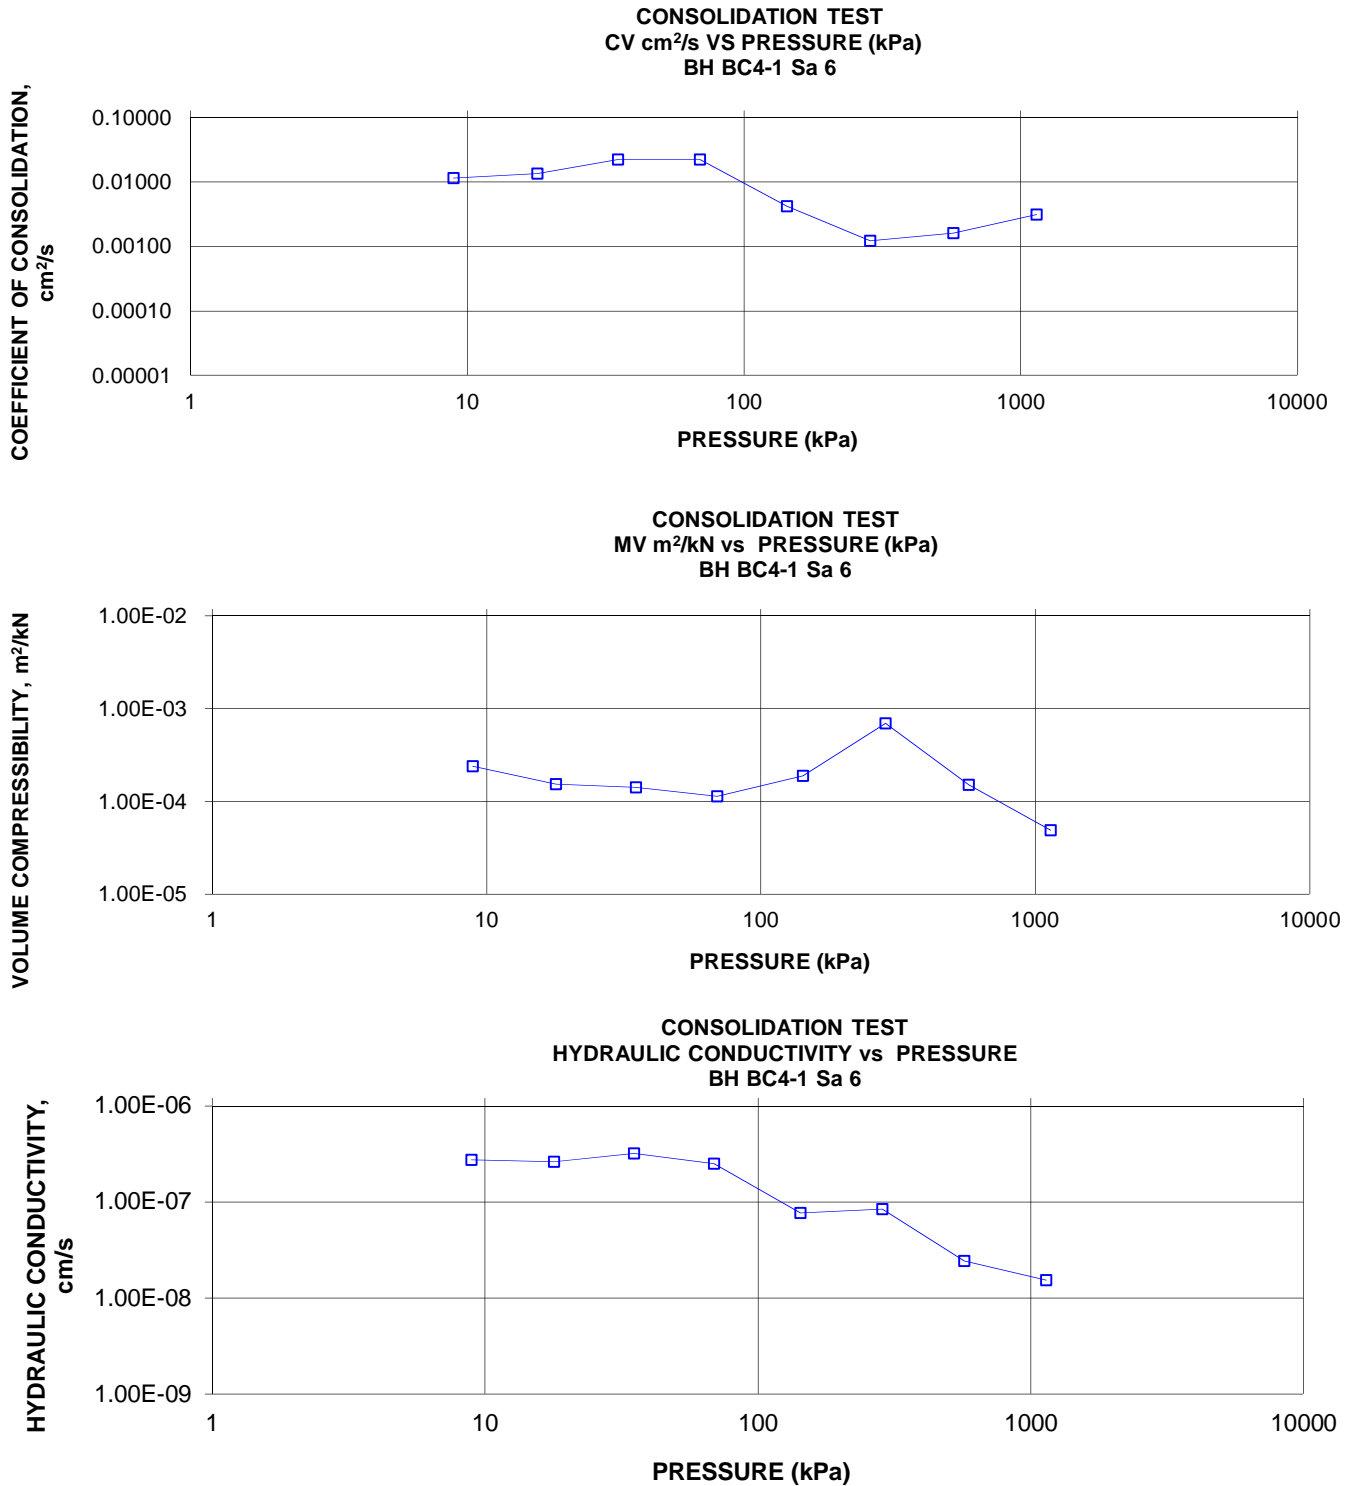 CONSOLIDATION TEST
CV cm²/s VS PRESSURE (kPa)
BH BC4-1 Sa 6
COEFFICIENT OF CONSOLIDATION,
cm²/s
0.10000
0.01000
0.00100
0.00010
0.00001
1 10 100 1000 10000
PRESSURE (kPa)
CONSOLIDATION TEST
MV m²/kN vs PRESSURE (kPa)
BH BC4-1 Sa 6
VOLUME COMPRESSIBILITY, m²/kN
1.00E-02
1.00E-03
1.00E-04
1.00E-05
1 10 100 1000 10000
PRESSURE (kPa)
CONSOLIDATION TEST
HYDRAULIC CONDUCTIVITY vs PRESSURE
BH BC4-1 Sa 6
HYDRAULIC CONDUCTIVITY,
cm/s
1.00E-06
1.00E-07
1.00E-08
1.00E-09
1 10 100 1000 10000
PRESSURE (kPa)